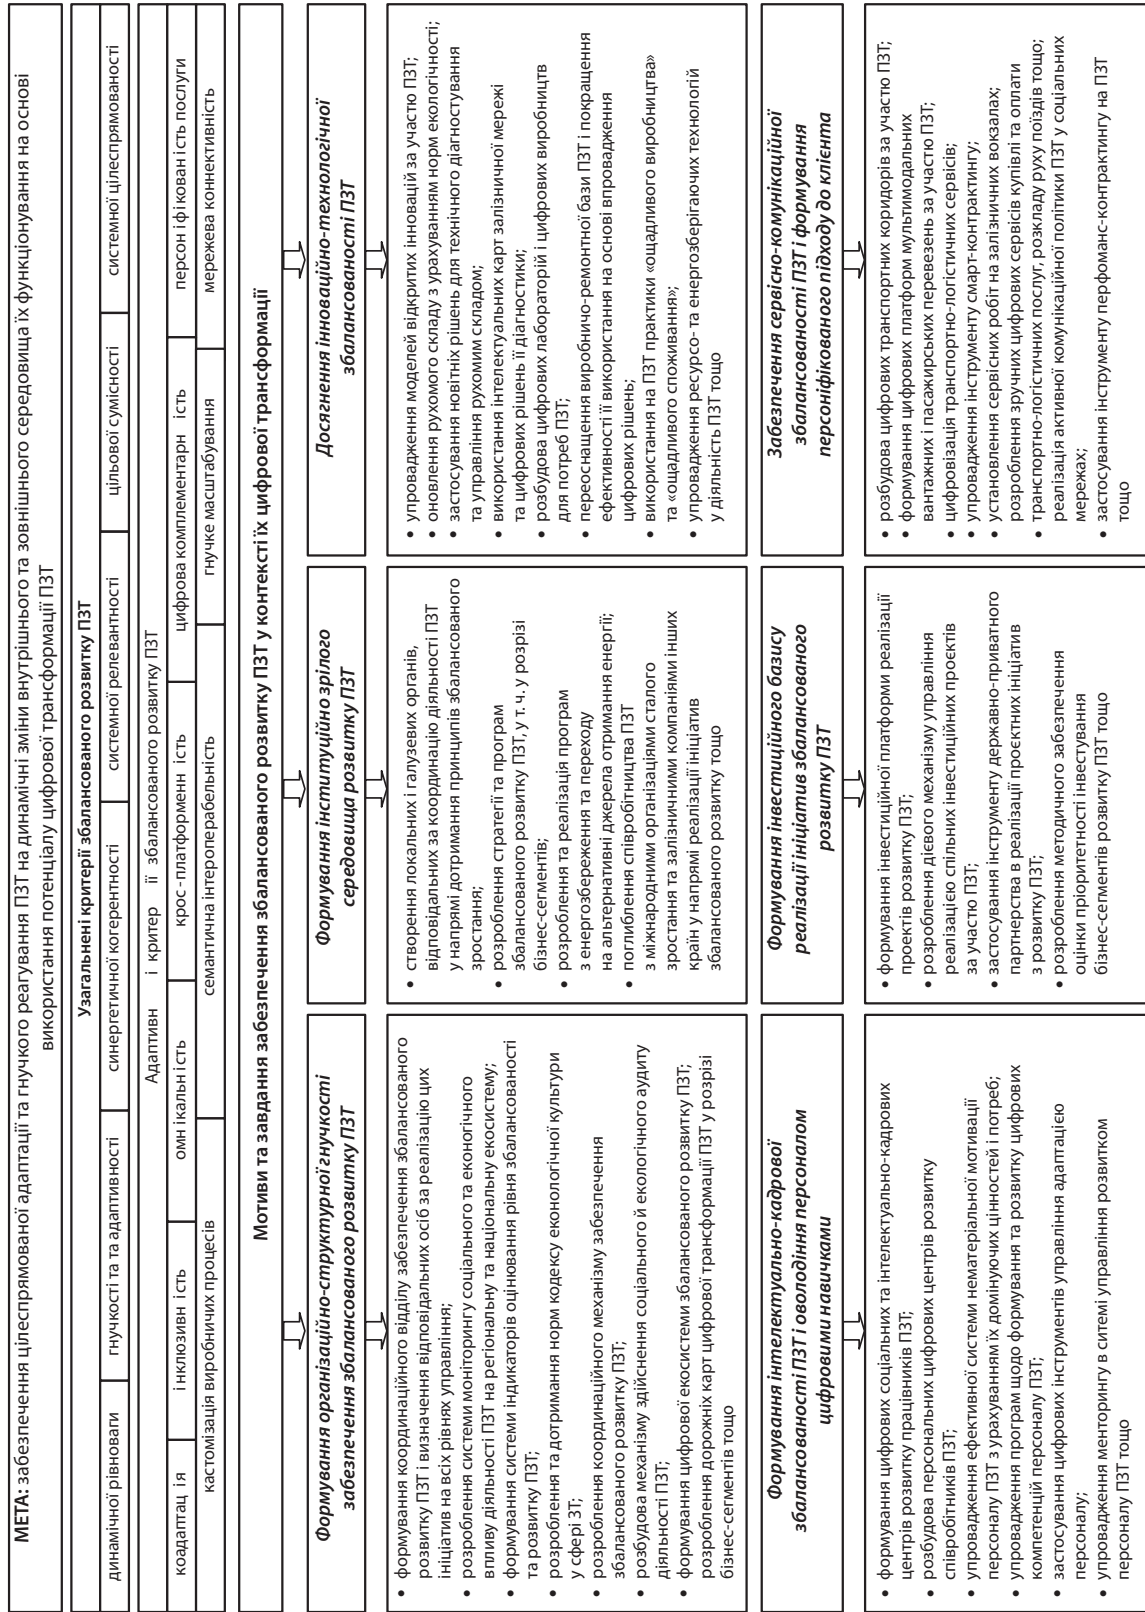 МЕТА: забезпечення цілеспрямованої адаптації та гнучкого реагування ПЗТ на динамічні зміни внутрішнього та зовнішнього середовища їх функціонування на основі
використання потенціалу цифрової трансформації ПЗТ
Узагальнені критерії збалансованого розвитку ПЗТ
динамічної рівноваги
гнучкості та адаптивності
синергетичної когерентності
системної релевантності
цільової сумісності
системної цілеспрямованості
Адаптивн і критер ії збалансованого розвитку ПЗТ
коадаптац ія
і нклюзивн ість
омн ікальн ість
крос - платформенн ість
цифрова комплементарн ість
персон і фікован ість послуги
кастомізація виробничих процесів
семантична інтероперабельність
гнучке масштабування
мережева коннективність
Мотиви та завдання забезпечення збалансованого розвитку ПЗТ у контексті їх цифрової трансформації
Формування організаційно-структурної гнучкості
забезпечення збалансованого розвитку ПЗТ
• формування координаційного відділу забезпечення збалансованого
розвитку ПЗТ і визначення відповідальних осіб за реалізацію цих
ініціатив на всіх рівнях управління;
• розроблення системи моніторингу соціального та еконогічного
впливу діяльності ПЗТ на регіональну та національну екосистему;
• формування системи індикаторів оцінювання рівня збалансованості
та розвитку ПЗТ;
• розроблення та дотримання норм кодексу економологічної культури
у сфері ЗТ;
• розроблення координаційного механізму забезпечення
збалансованого розвитку ПЗТ;
• розбудова механізму здійснення соціального й екологічного аудиту
діяльності ПЗТ;
• формування цифрової екосистеми збалансованого розвитку ПЗТ;
розроблення дорожніх карт цифрової трансформації ПЗТ у розрізі
бізнес-сегментів тощо
Формування інституційно зрілого
середовища розвитку ПЗТ
• створення локальних і галузевих органів,
відповідальних за координацію діяльності ПЗТ
у напрямі дотримання принципів збалансованого
зростання;
• розроблення стратегії та програм
збалансованого розвитку ПЗТ, у т. ч. у розрізі
бізнес-сегментів;
• розроблення та реалізація програм
з енергозбереження та переходу
на альтернативні джерела отримання енергії;
• поглиблення співробітництва ПЗТ
з міжнародними організаціями сталого
зростання та залізничними компаніями інших
країн у напрямі реалізації ініціатив
збалансованого розвитку тощо
Досягнення інноваційно-технологічної
збалансованості ПЗТ
• упровадження моделей відкритих інновацій за участю ПЗТ;
• оновлення рухомого складу з урахуванням норм екологічності;
• застосування новітніх рішень для технічного діагностування
та управління рухомим складом;
• використання інтелектуальних карт залізничної мережі
та цифрових рішень її діагностики;
• розбудова цифрових лабораторій і цифрових виробництв
для потреб ПЗТ;
• переоснащення виробничо-ремонтної бази ПЗТ і покращення
ефективності її використання на основі впровадження
цифрових рішень;
• використання на ПЗТ практики «ощадливого виробництва»
та «ощадливого споживання»;
• упровадження ресурсо- та енергозберігаючих технологій
у діяльність ПЗТ тощо
Формування інтелектуально-кадрової
збалансованості ПЗТ і оволодіння персоналом
цифровими навичками
• формування цифрових соціальних та інтелектуально-кадрових
центрів розвитку працівників ПЗТ;
• розбудова персональних цифрових центрів розвитку
співробітників ПЗТ;
• упровадження ефективної системи нематеріальної мотивації
персоналу ПЗТ з урахуванням їх домінуючих цінностей і потреб;
• упровадження програм щодо формування та розвитку цифрових
компетенцій персоналу ПЗТ;
• застосування цифрових інструментів управління адаптацією
персоналу;
• упровадження менторингу в ситемі управління розвитком
персоналу ПЗТ тощо
Формування інвестиційного базису
реалізації ініціатив збалансованого
розвитку ПЗТ
• формування інвестиційної платформи реалізації
проектів розвитку ПЗТ;
• розроблення дієвого механізму управління
реалізацією спільних інвестиційних проектів
за участю ПЗТ;
• застосування інструменту державно-приватного
партнерства в реалізації проєктних ініціатив
з розвитку ПЗТ;
• розроблення методичного забезпечення
оцінки пріоритетності інвестування
бізнес-сегментів розвитку ПЗТ тощо
Забезпечення сервісно-комунікаційної
збалансованості ПЗТ і формування
персоніфікованого підходу до клієнта
• розбудова цифрових транспортних коридорів за участю ПЗТ;
• формування цифрових платформ мультимодальних
вантажних і пасажирських перевезень за участю ПЗТ;
• цифровізація транспортно-логістичних сервісів;
• упроваження інструменту смарт-контрактингу;
• установлення сервісних робіт на залізничних вокзалах;
розроблення зручних цифрових сервісів купівлі та оплати
• транспортно-логістичних послуг, розкладу руху поїздів тощо;
реалізація активної комунікаційної політики ПЗТ у соціальних
мережах;
• застосування інструменту перфоманс-контрактингу на ПЗТ
тощо